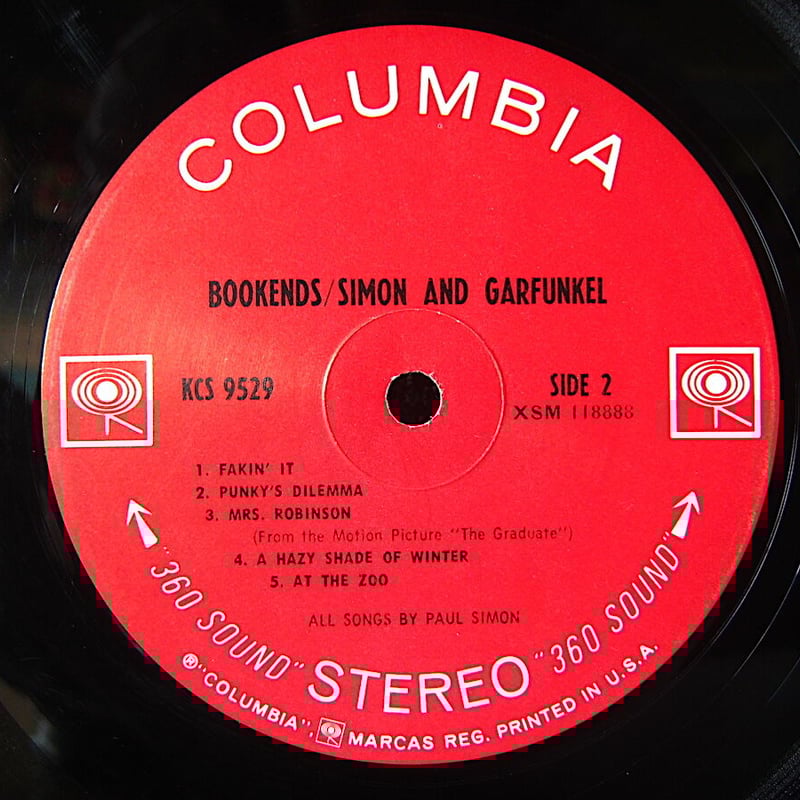 COLUMBIA
BOOKENDS/SIMON AND GARFUNKEL
KCS 9529
SIDE 2
XSM 118888
1. FAKIN' IT
2. PUNKY'S DILEMMA
3. MRS. ROBINSON
(From the Motion Picture "The Graduate")
4. A HAZY SHADE OF WINTER
5. AT THE ZOO
ALL SONGS BY PAUL SIMON
"360 SOUND" STEREO "360 SOUND"
®"COLUMBIA", MARCAS REG. PRINTED IN U.S.A.